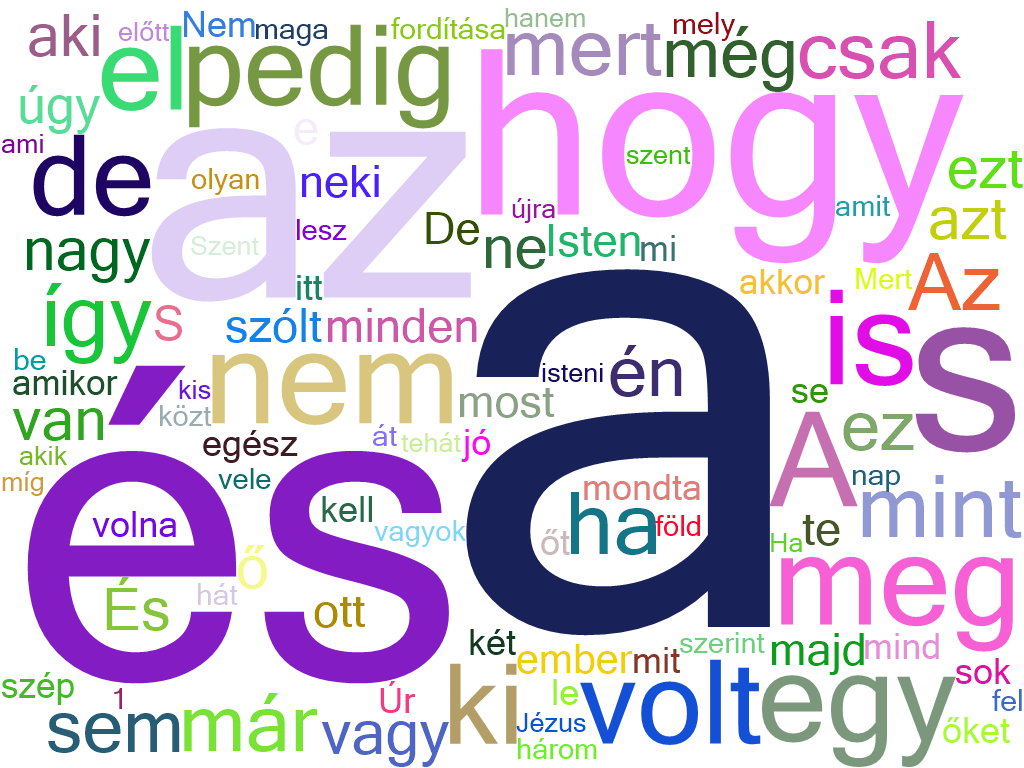 aki előtt Nem maga fordítása hanem mely
el pedig mert még csak
úgy
ami az e hogy
de olyan neki szent ezt
újra amit azt
nagy Szent lesz De ne Isten mi
itt akkor Mert Az
így s szólt minden a is s
be nem isteni én
amikor kis most se
van közt A ez
akik és egész át tehát jó
míg vele mondta nap
volna kell vagyok ha föld mint
ő őt Ha te
És hát ott meg
két szerint majd mind
szép ember mit sok
1 Úr ki le volt egy fel
sem már vagy Jézus őket
három